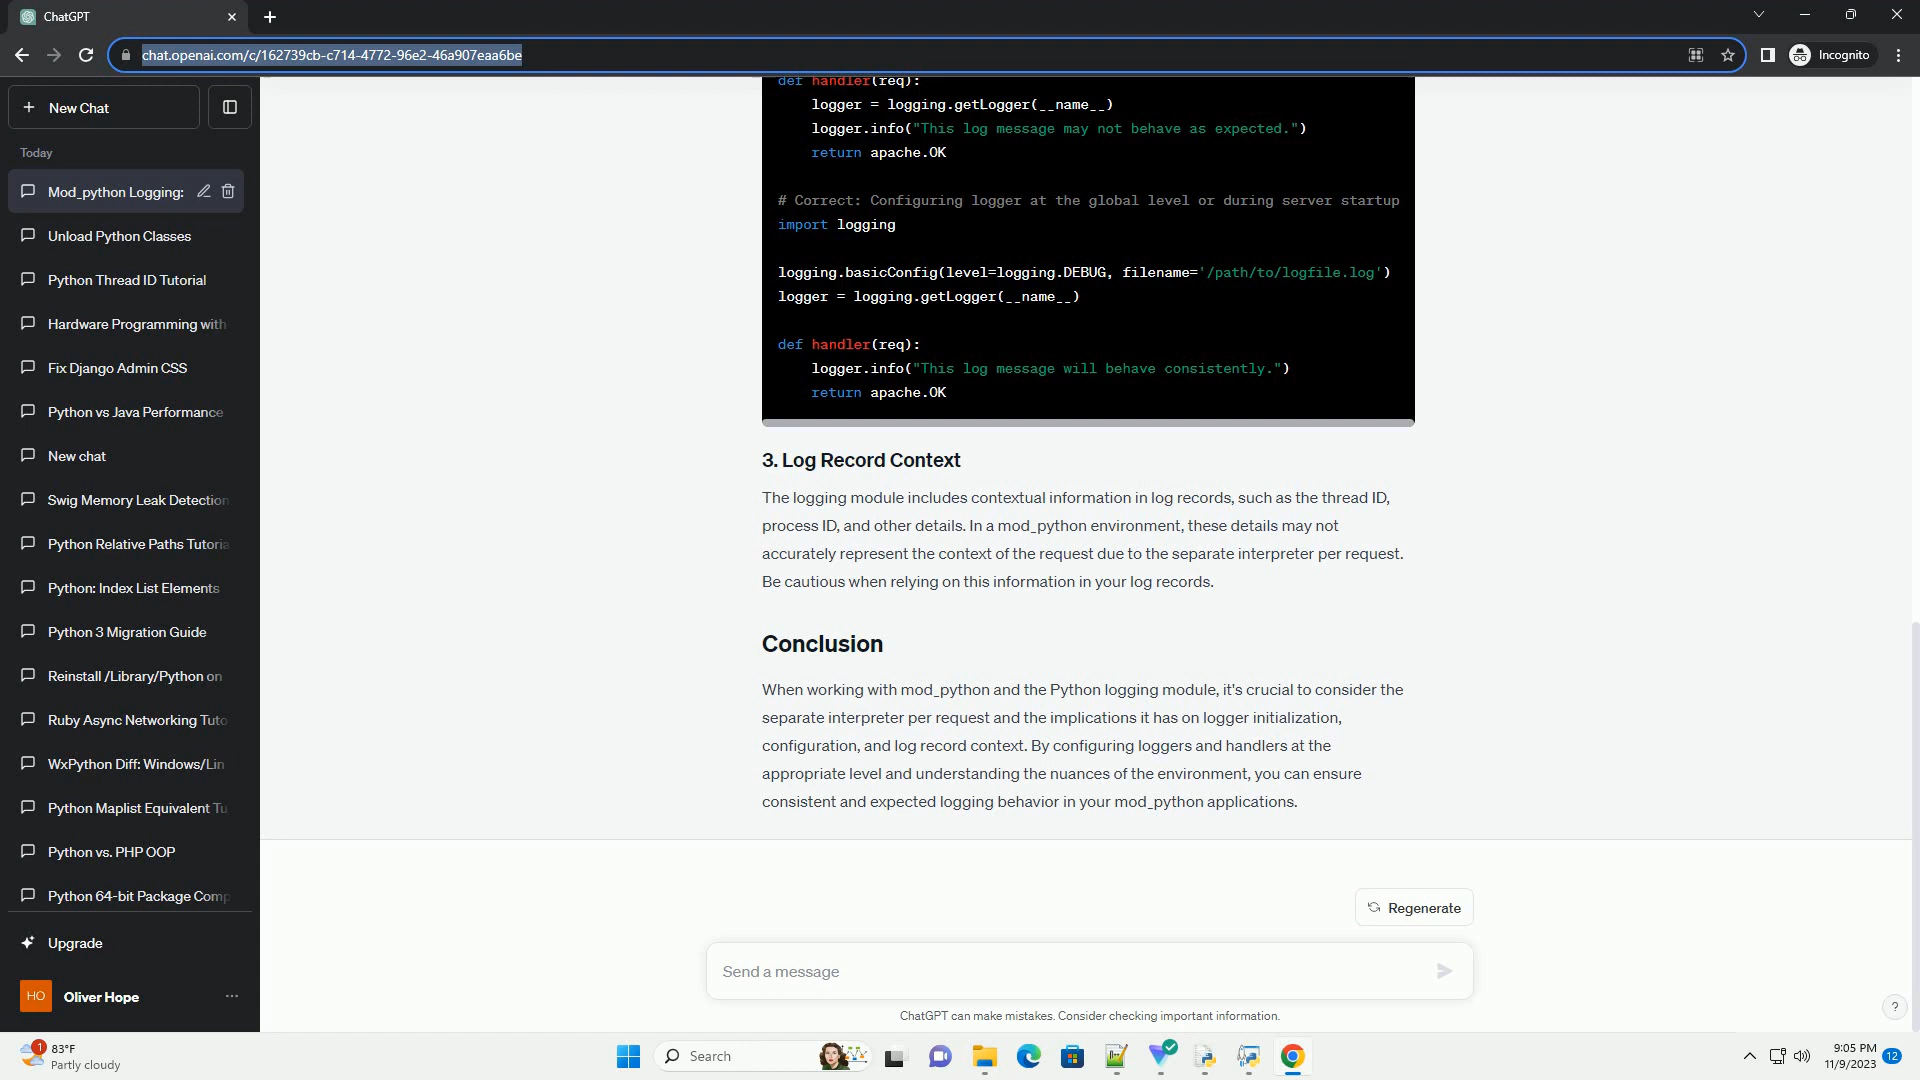 ChatGPT
chat.openai.com/c/162739cb-c714-4772-96e2-46a907eaa6be
Incognito
New Chat
Today
Mod_python Logging:
Unload Python Classes
Python Thread ID Tutorial
Hardware Programming with
Fix Django Admin CSS
Python vs Java Performance
New chat
Swig Memory Leak Detection
Python Relative Paths Tutoria
Python: Index List Elements
Python 3 Migration Guide
Reinstall /Library/Python on
Ruby Async Networking Tuto
WxPython Diff: Windows/Lin
Python Maplist Equivalent Tu
Python vs. PHP OOP
Python 64-bit Package Comp
Upgrade
HO
Oliver Hope
def handler(req):
logger = logging.getLogger(__name__)
logger.info("This log message may not behave as expected.")
return apache.OK
# Correct: Configuring logger at the global level or during server startup
import logging
logging.basicConfig(level=logging.DEBUG, filename='/path/to/logfile.log')
logger = logging.getLogger(__name__)
def handler(req):
logger.info("This log message will behave consistently.")
return apache.OK
3. Log Record Context
The logging module includes contextual information in log records, such as the thread ID,
process ID, and other details. In a mod_python environment, these details may not
accurately represent the context of the request due to the separate interpreter per request.
Be cautious when relying on this information in your log records.
Conclusion
When working with mod_python and the Python logging module, it's crucial to consider the
separate interpreter per request and the implications it has on logger initialization,
configuration, and log record context. By configuring loggers and handlers at the
appropriate level and understanding the nuances of the environment, you can ensure
consistent and expected logging behavior in your mod_python applications.
Regenerate
Send a message
ChatGPT can make mistakes. Consider checking important information.
?
1
83°F
Partly cloudy
Search
9:05 PM
11/9/2023
12